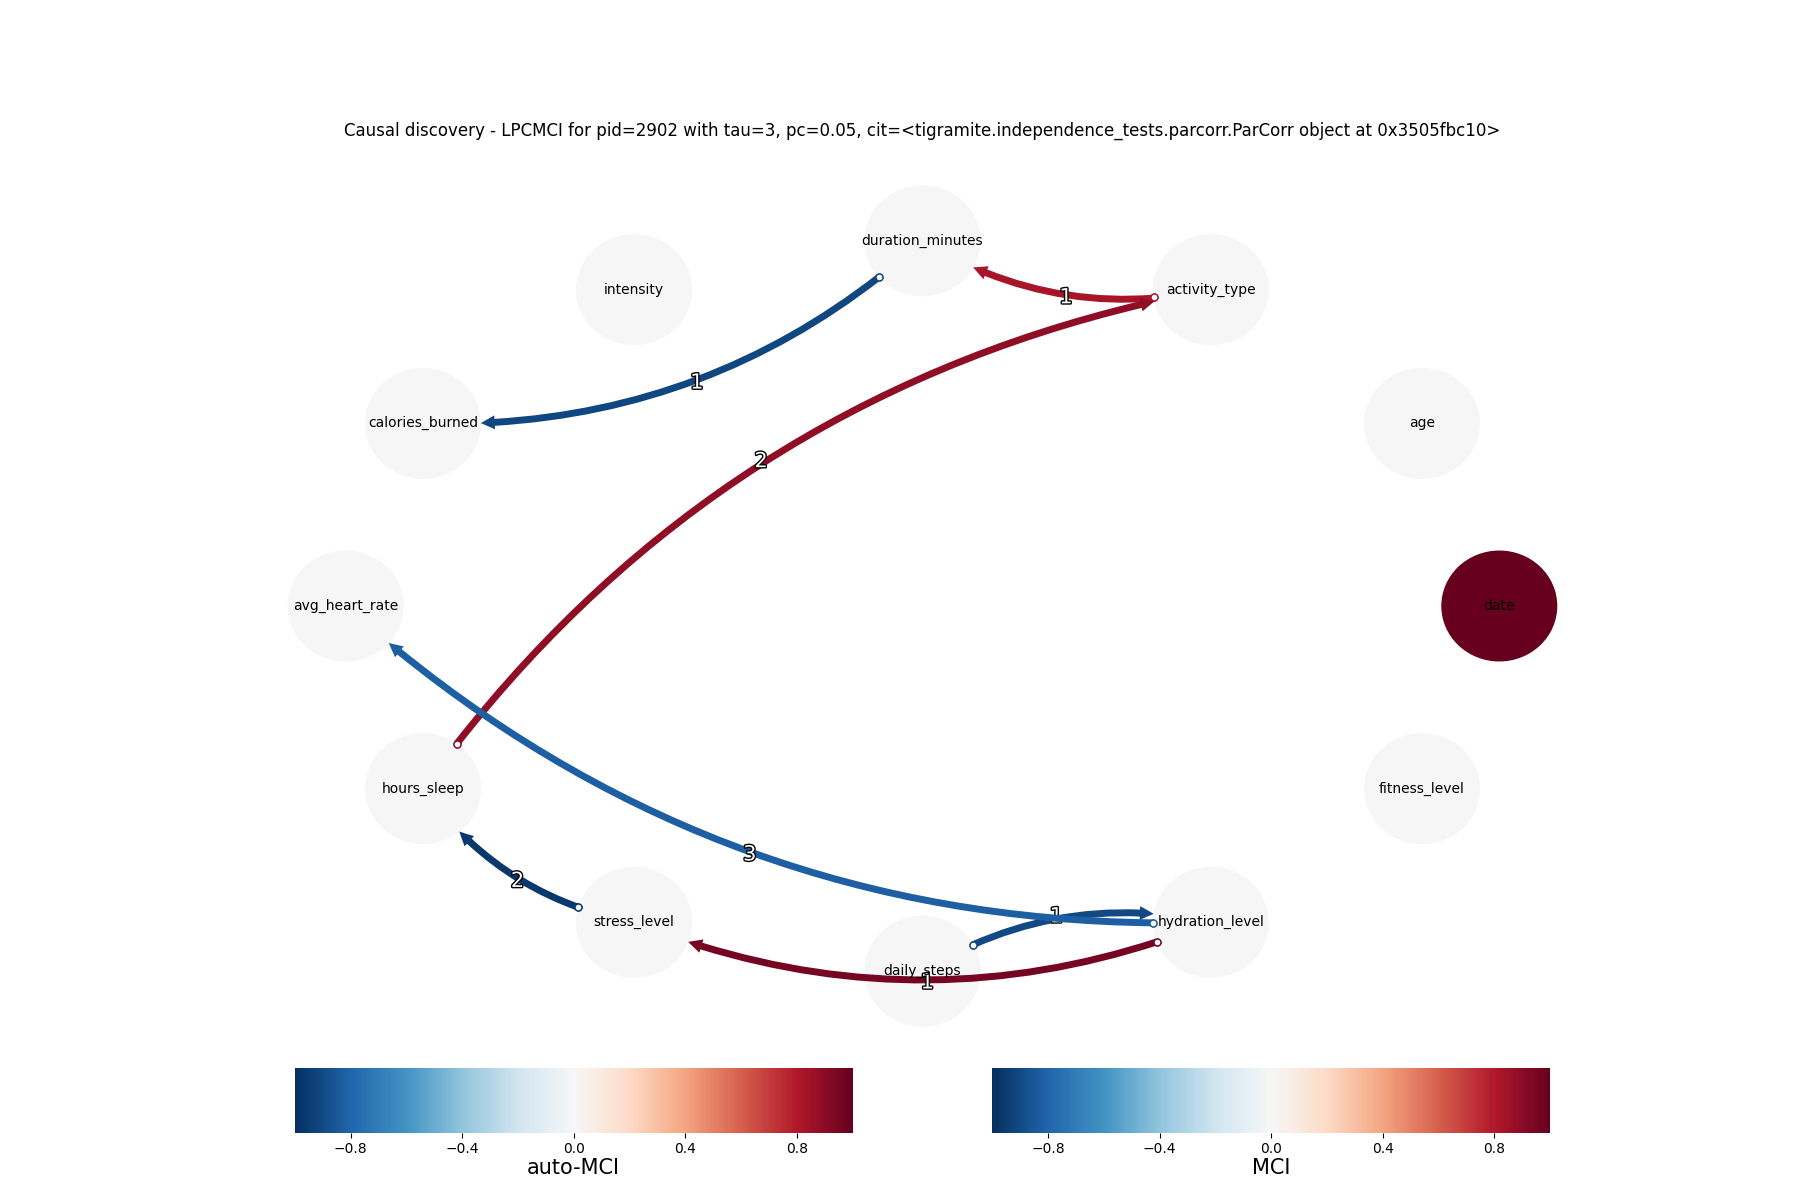 Causal discovery - LPCMCI for pid=2902 with tau=3, pc=0.05, cit=<tigramite.independence_tests.parcorr.ParCorr object at 0x3505fbc10>
duration_minutes
intensity
activity_type
1
1
calories_burned
age
2
avg_heart_rate
date
hours_sleep
fitness_level
3
2
stress_level
1
hydration_level
daily_steps
1
−0.8 −0.4 0.0 0.4 0.8
auto-MCI
−0.8 −0.4 0.0 0.4 0.8
MCI